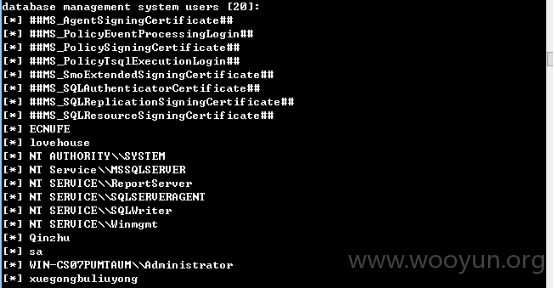 database management system users [20]:
[*] ##MS_AgentSigningCertificate##
[*] ##MS_PolicyEventProcessingLogin##
[*] ##MS_PolicySigningCertificate##
[*] ##MS_PolicyTsqlExecutionLogin##
[*] ##MS_SmoExtendedSigningCertificate##
[*] ##MS_SQLAuthenticatorCertificate##
[*] ##MS_SQLReplicationSigningCertificate##
[*] ##MS_SQLResourceSigningCertificate##
[*] ECNUFE
[*] lovehouse
[*] NT AUTHORITY\\SYSTEM
[*] NT Service\\MSSQLSERVER
[*] NT SERVICE\\ReportServer
[*] NT SERVICE\\SQLSERVERAGENT
[*] NT SERVICE\\SQLWriter
[*] NT SERVICE\\Winmgmt
[*] Qinzhu
[*] sa
[*] WIN-CS07PUMTAUM\\Administrator
[*] xuegongbuliuyong
www.wooyun.org